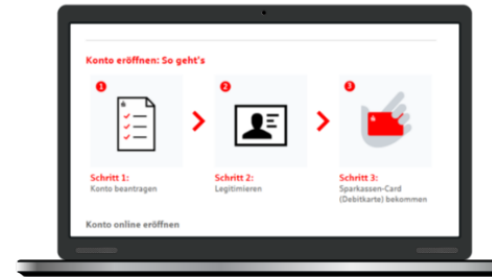 Konto eröffnen: So geht's
1
2
3
Schritt 1:
Konto beantragen
Schritt 2:
Legitimieren
Schritt 3:
Sparkassen-Card
(Debitkarte) bekommen
Konto online eröffnen